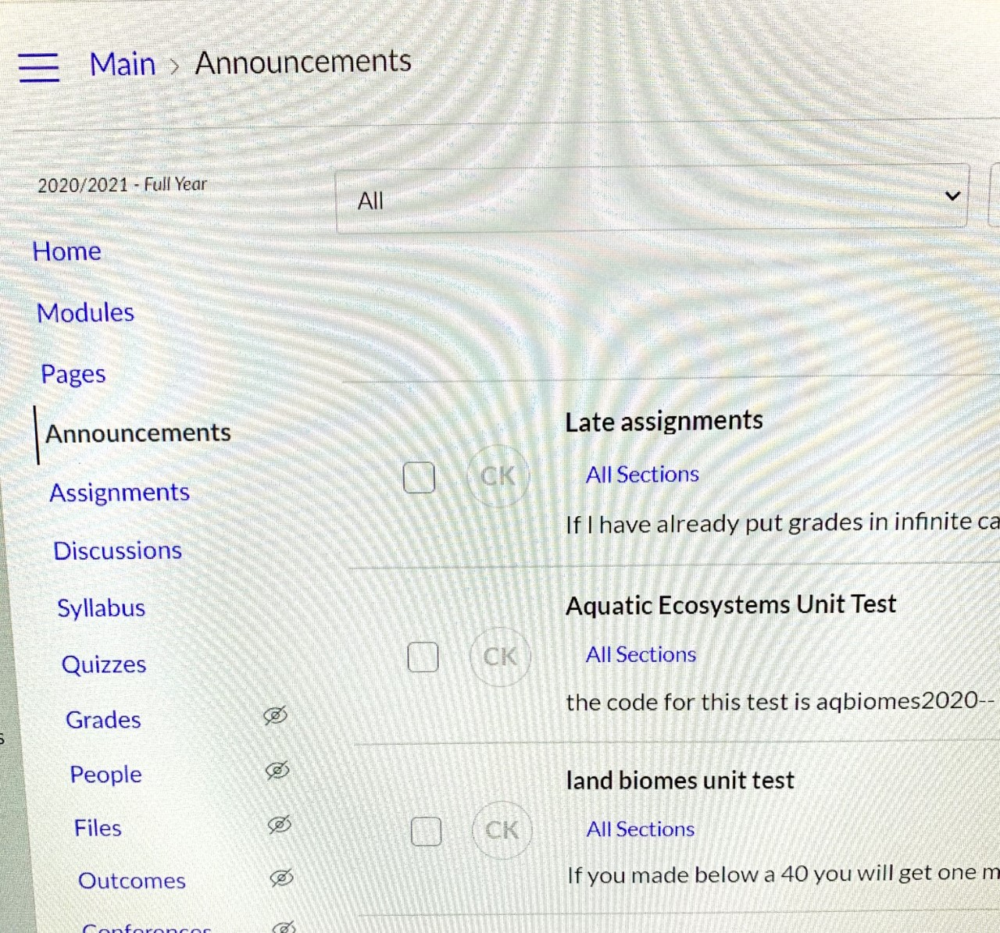 Main > Announcements
2020/2021 - Full Year
All
Home
Modules
Pages
Announcements
Assignments
Discussions
Syllabus
Quizzes
Grades
People
Files
Outcomes
Conferences
Late assignments
CK
All Sections
If I have already put grades in infinite ca
Aquatic Ecosystems Unit Test
CK
All Sections
the code for this test is aqbiomes2020--
land biomes unit test
CK
All Sections
If you made below a 40 you will get one m
s